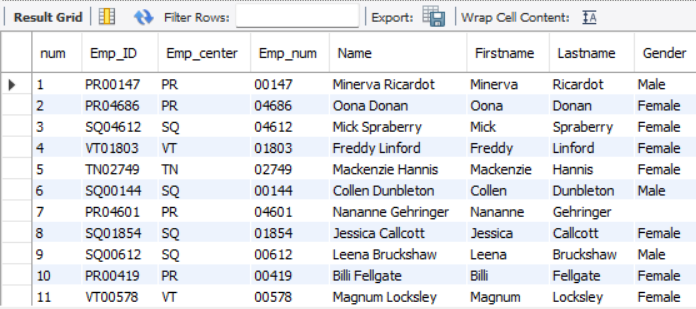 Result Grid Filter Rows: Export: Wrap Cell Content: IA
num Emp_ID Emp_center Emp_num Name Firstname Lastname Gender
1 PR00147 PR 00147 Minerva Ricardot Minerva Ricardot Male
2 PR04686 PR 04686 Oona Donan Oona Donan Female
3 SQ04612 SQ 04612 Mick Spraberry Mick Spraberry Female
4 VT01803 VT 01803 Freddy Linford Freddy Linford Female
5 TN02749 TN 02749 Mackenzie Hannis Mackenzie Hannis Female
6 SQ00144 SQ 00144 Collen Dunbleton Collen Dunbleton Male
7 PR04601 PR 04601 Nananne Gehringer Nananne Gehringer
8 SQ01854 SQ 01854 Jessica Callcott Jessica Callcott Female
9 SQ00612 SQ 00612 Leena Bruckshaw Leena Bruckshaw Male
10 PR00419 PR 00419 Billi Fellgate Billi Fellgate Female
11 VT00578 VT 00578 Magnum Locksley Magnum Locksley Female